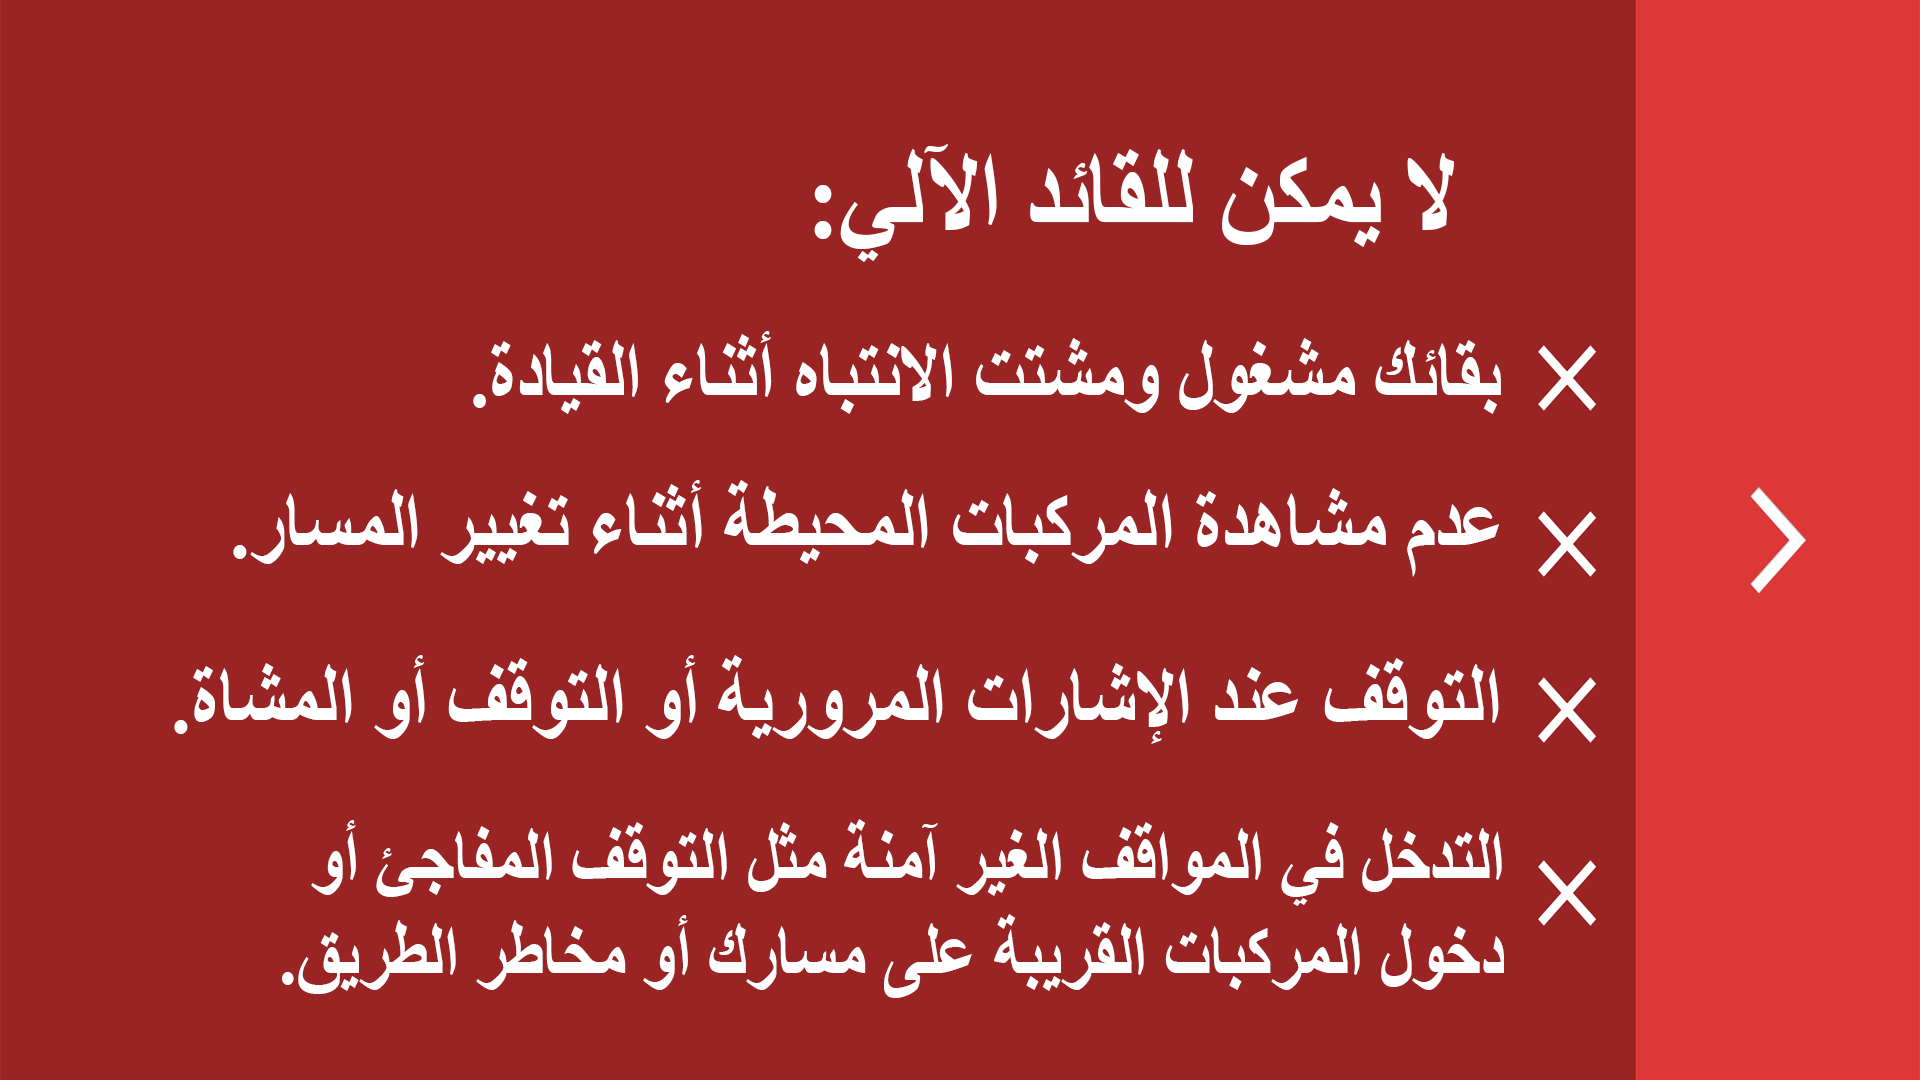 لا يمكن للقائد الآلي:
بقائك مشغول ومشتت الانتباه أثناء القيادة.
عدم مشاهدة المركبات المحيطة أثناء تغيير المسار.
التوقف عند الإشارات المرورية أو التوقف أو المشاة.
التدخل في المواقف الغير آمنة مثل التوقف المفاجئ أو
دخول المركبات القريبة على مسارك أو مخاطر الطريق.